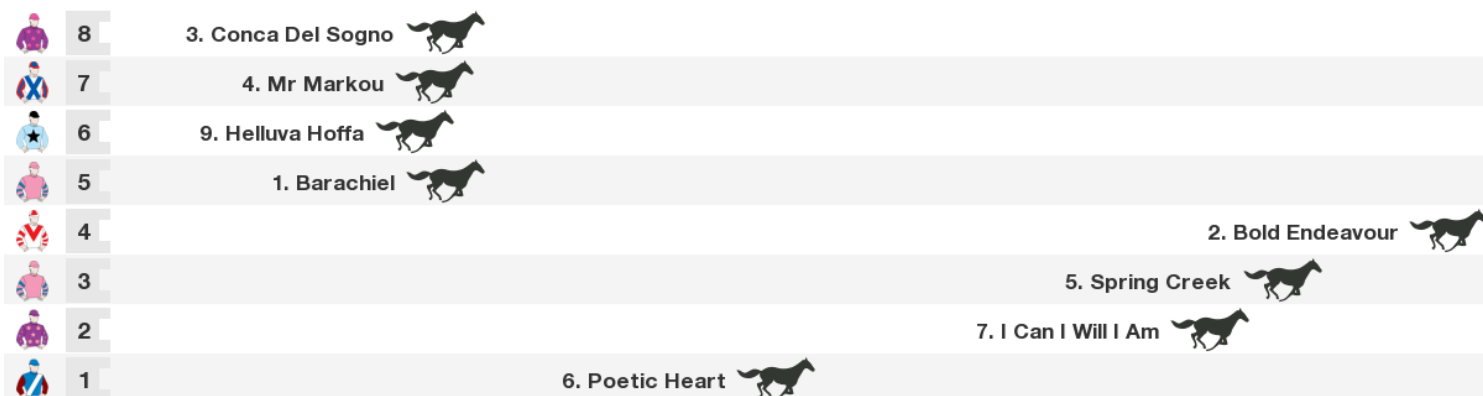 8 3. Conca Del Sogno
7 4. Mr Markou
6 9. Helluva Hoffa
5 1. Barachiel
4 2. Bold Endeavour
3 5. Spring Creek
2 7. I Can I Will I Am
1 6. Poetic Heart